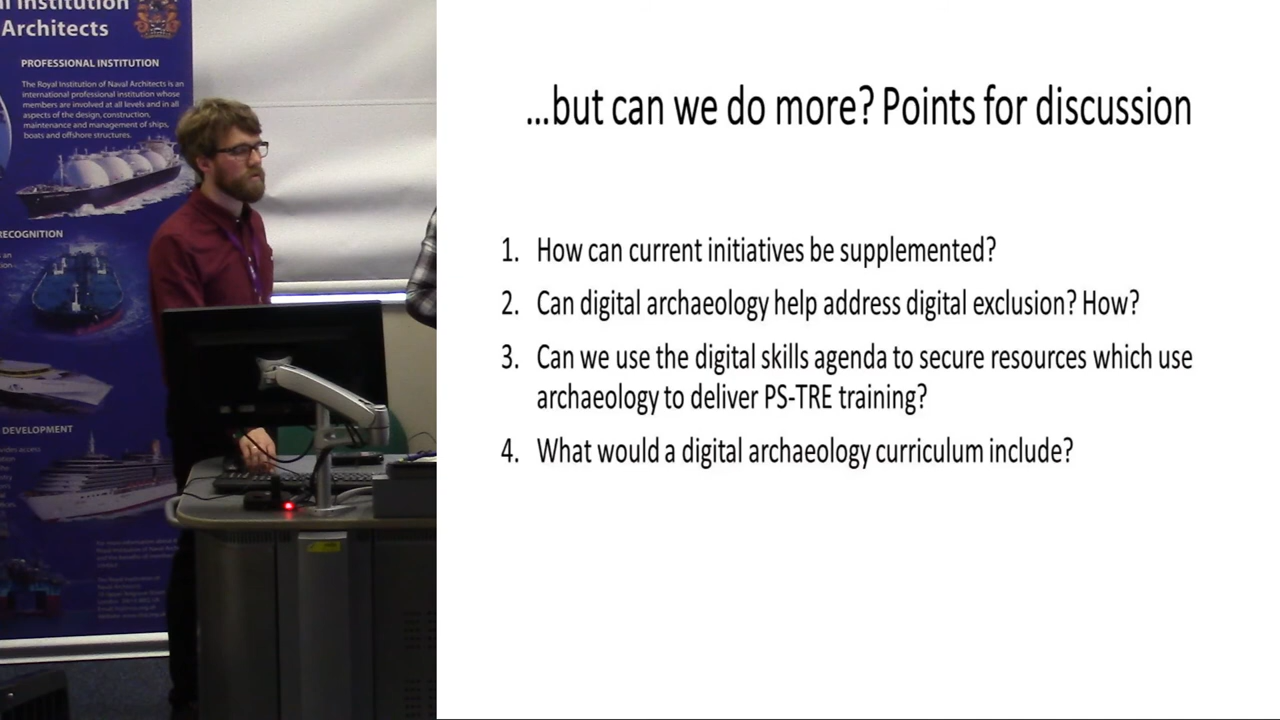 al Institution
Architects
PROFESSIONAL INSTITUTION
The Royal Institution of Naval Architects is an
international professional institution whose
members are involved at all levels and in all
aspects of the design, construction,
maintenance and management of ships,
boats and offshore structures.
RECOGNITION
DEVELOPMENT
...but can we do more? Points for discussion
1. How can current initiatives be supplemented?
2. Can digital archaeology help address digital exclusion? How?
3. Can we use the digital skills agenda to secure resources which use
archaeology to deliver PS-TRE training?
4. What would a digital archaeology curriculum include?